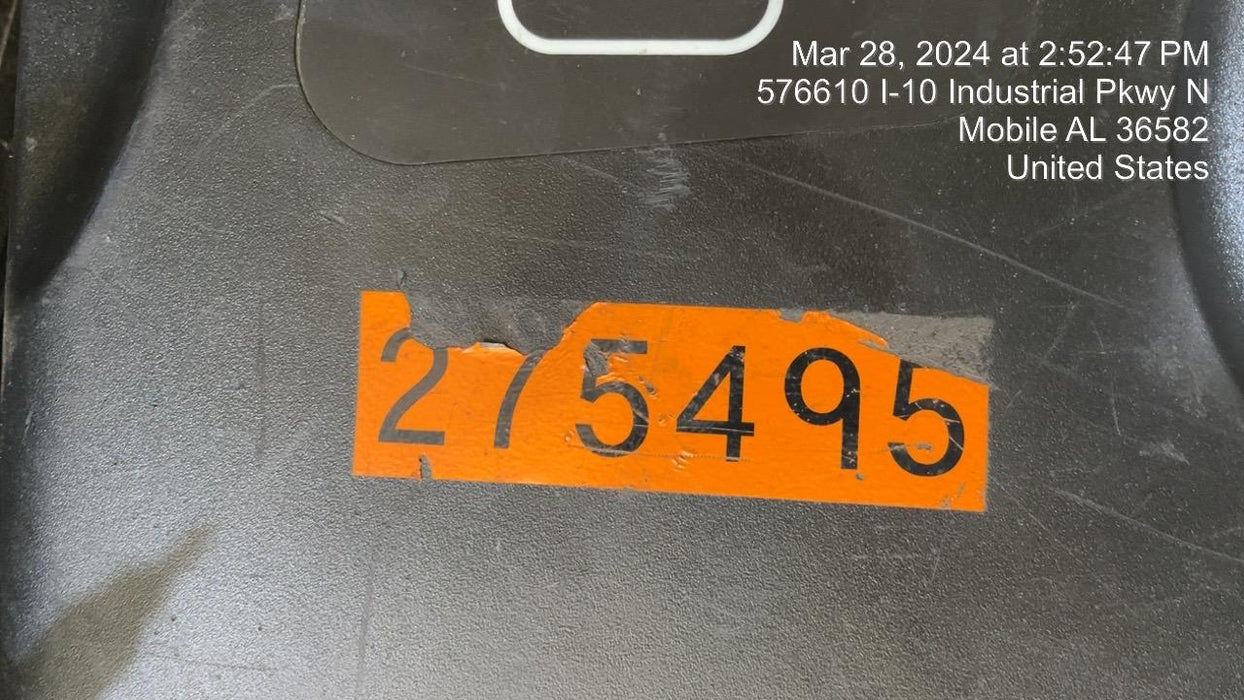 Mar 28, 2024 at 2:52:47 PM
576610 I-10 Industrial Pkwy N
Mobile AL 36582
United States
275495